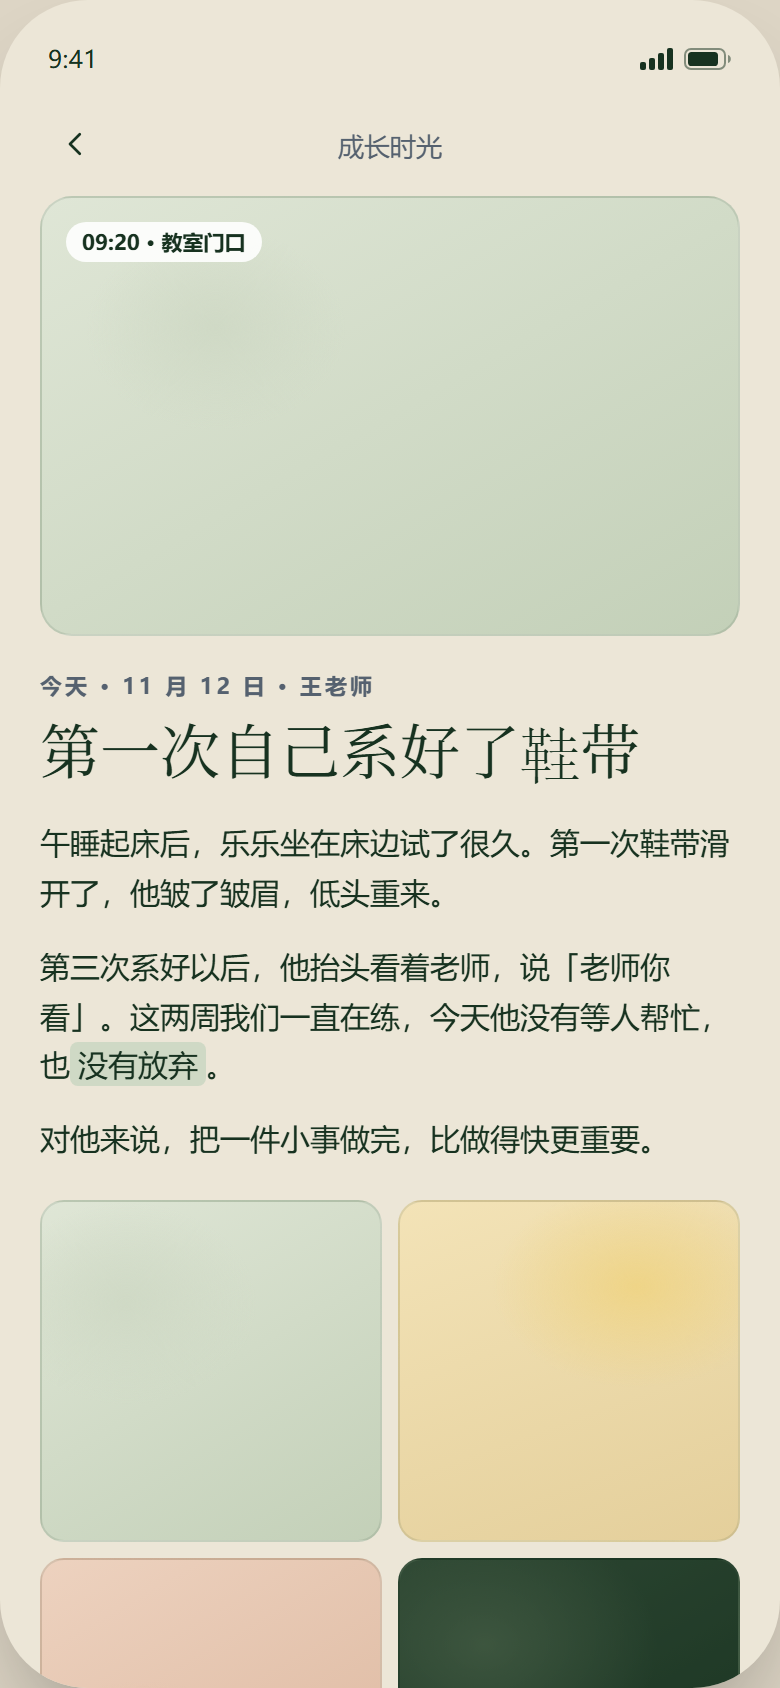 9:41
成长时光
09:20 • 教室门口
今天 • 11 月 12 日 • 王老师
第一次自己系好了鞋带
午睡起床后，乐乐坐在床边试了很久。第一次鞋带滑
开了，他皱了皱眉，低头重来。
第三次系好以后，他抬头看着老师，说「老师你
看」。这两周我们一直在练，今天他没有等人帮忙，
也没有放弃。
对他来说，把一件小事做完，比做得快更重要。